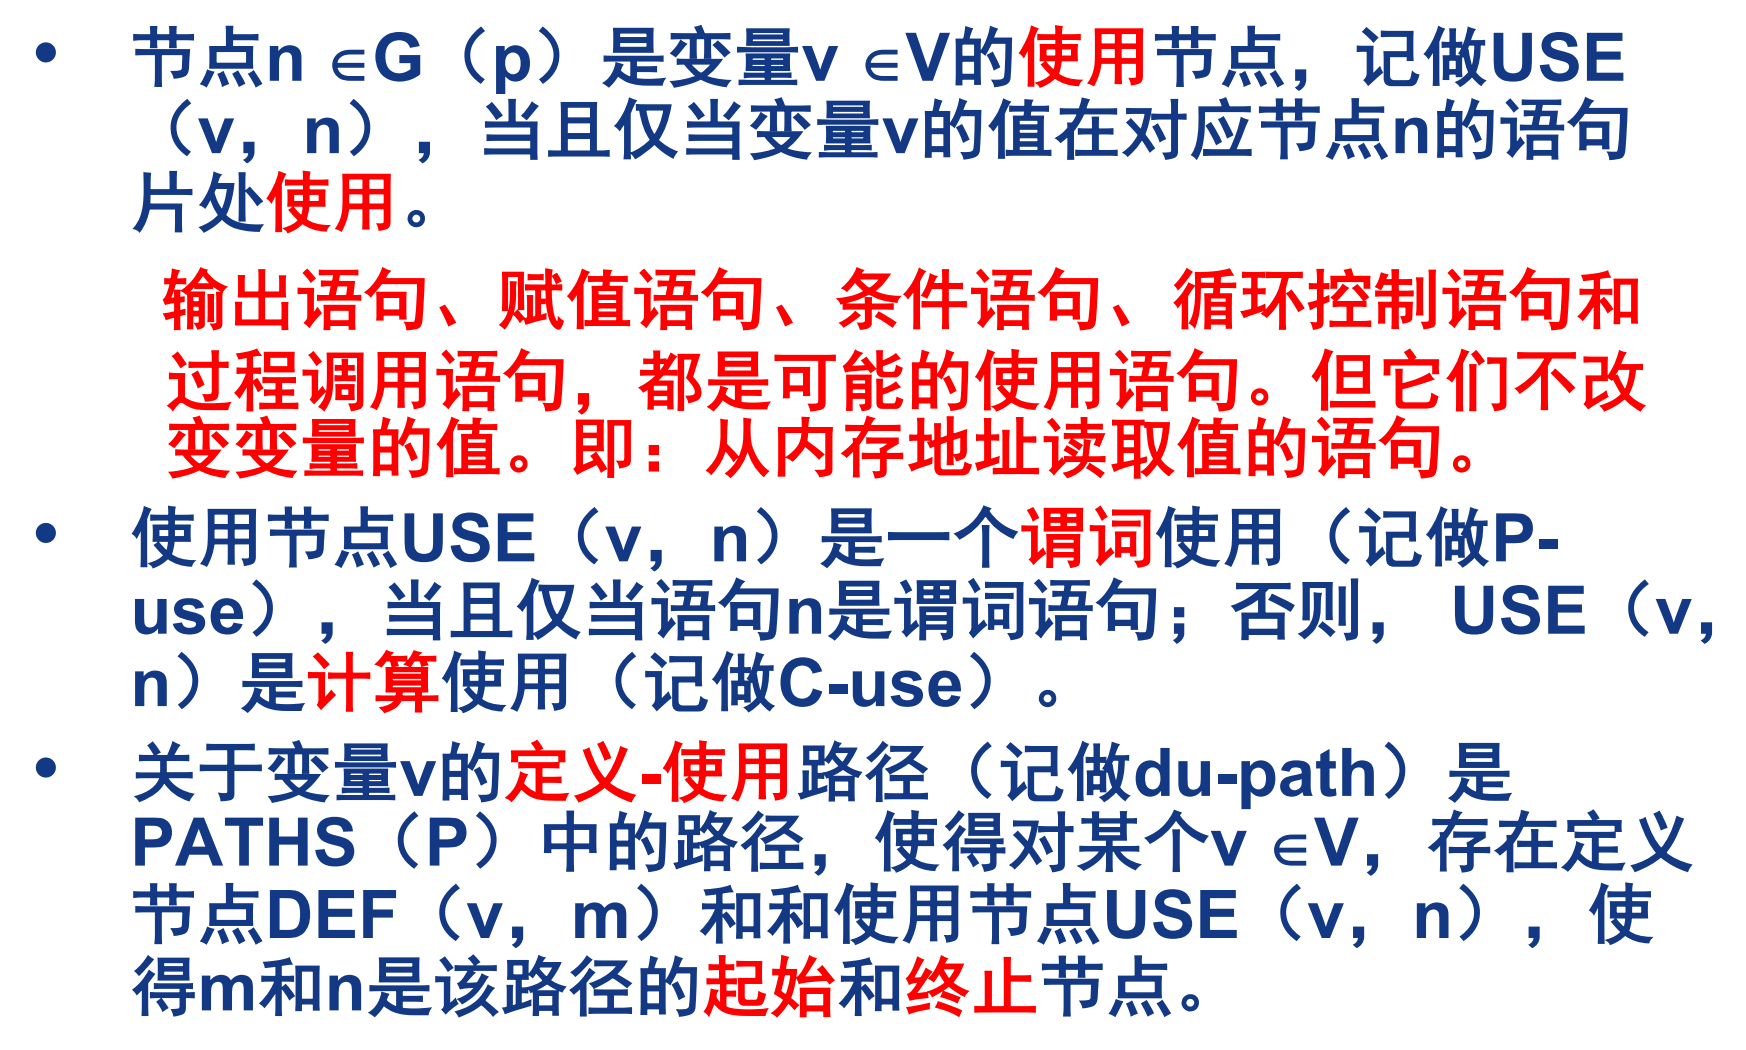 • 节点n ∈G（p）是变量v ∈V的使用节点，记做USE
（v，n），当且仅当变量v的值在对应节点n的语句
片处使用。
输出语句、赋值语句、条件语句、循环控制语句和
过程调用语句，都是可能的使用语句。但它们不改
变变量的值。即：从内存地址读取值的语句。
• 使用节点USE（v，n）是一个谓词使用（记做P-
use），当且仅当语句n是谓词语句；否则， USE（v，
n）是计算使用（记做C-use）。
• 关于变量v的定义-使用路径（记做du-path）是
PATHS（P）中的路径，使得对某个v ∈V，存在定义
节点DEF（v，m）和和使用节点USE（v，n），使
得m和n是该路径的起始和终止节点。